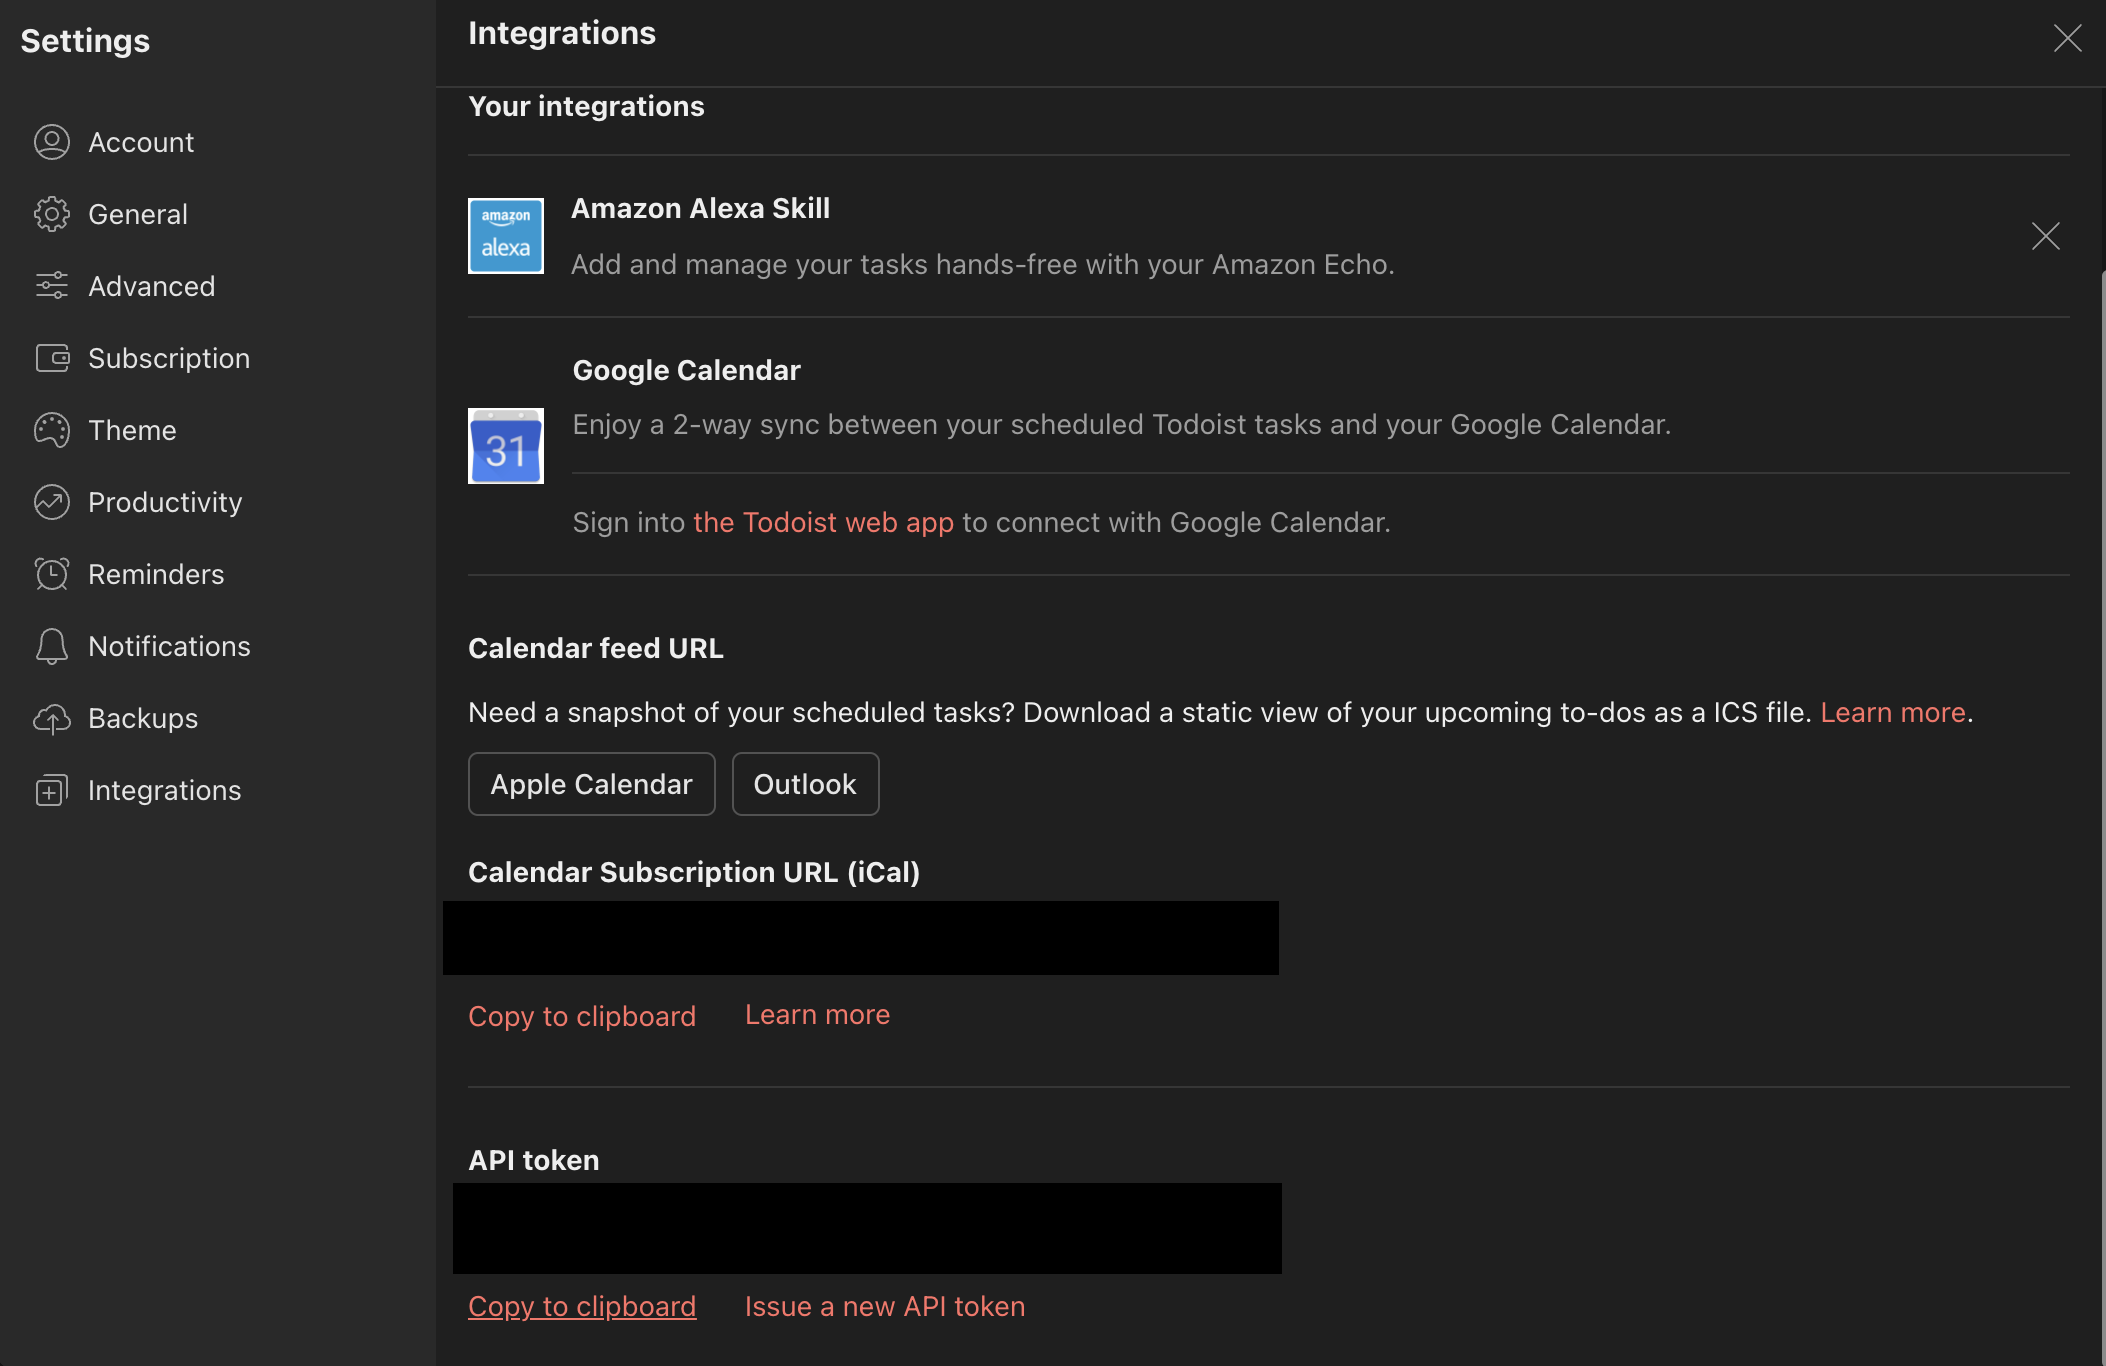 Settings
Account
General
Advanced
Subscription
Theme
Productivity
Reminders
Notifications
Backups
Integrations
Integrations
Your integrations
amazon
alexa
Amazon Alexa Skill
Add and manage your tasks hands-free with your Amazon Echo.
31
Google Calendar
Enjoy a 2-way sync between your scheduled Todoist tasks and your Google Calendar.
Sign into the Todoist web app to connect with Google Calendar.
Calendar feed URL
Need a snapshot of your scheduled tasks? Download a static view of your upcoming to-dos as a ICS file. Learn more.
Apple Calendar Outlook
Calendar Subscription URL (iCal)
Copy to clipboard Learn more
API token
Copy to clipboard Issue a new API token